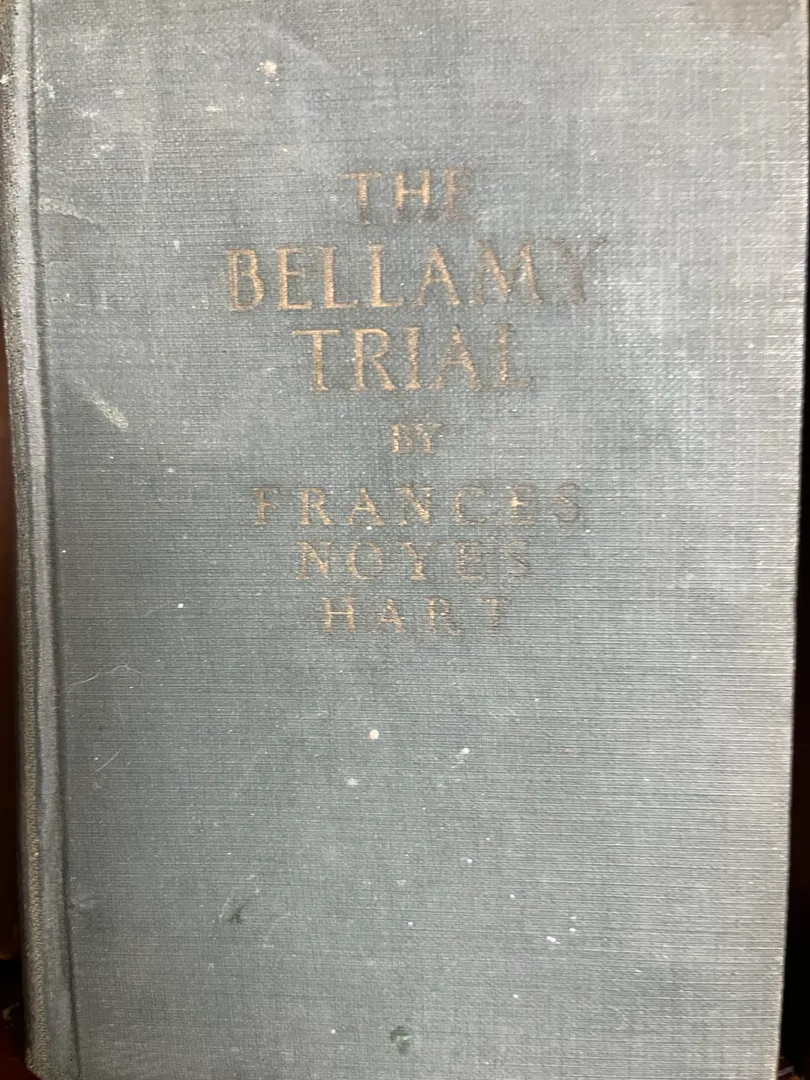 THE
BELLAMY
TRIAL
BY
FRANCES
NOYES
HART